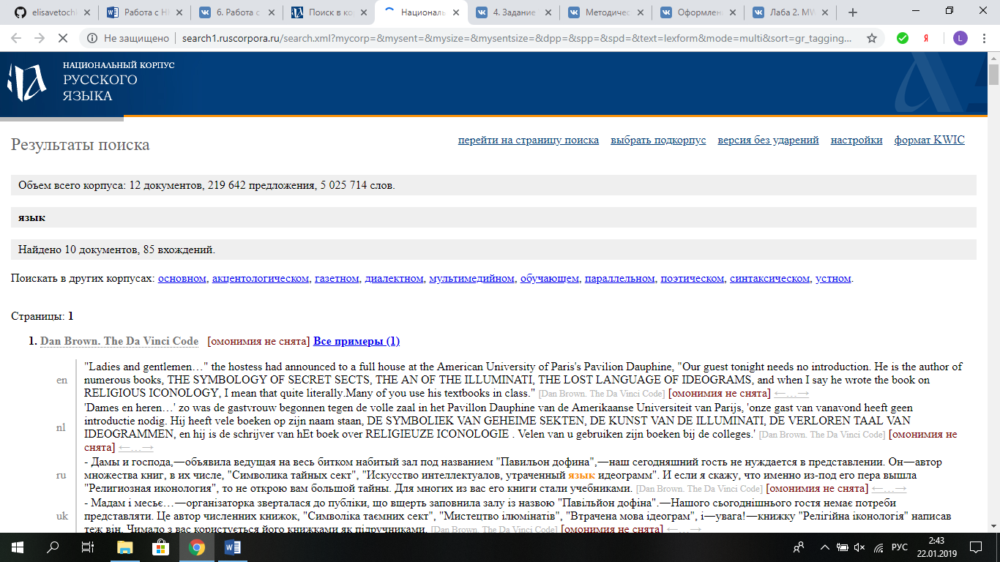 elisavetochk
Работа с НК
6. Работа с
Поиск в кор
Националь
4. Задание
Методичес
Оформлен
Лаба 2. MW
Не защищено | search1.ruscorpora.ru/search.xml?mycorp=&mysent=&mysize=&mysentsize=&dpp=&spp=&spd=&text=lexform&mode=multi&sort=gr_tagging...
Я
L
НАЦИОНАЛЬНЫЙ КОРПУС
РУССКОГО
ЯЗЫКА
Результаты поиска
перейти на страницу поиска выбрать подкорпус версия без ударений настройки формат KWIC
Объем всего корпуса: 12 документов, 219 642 предложения, 5 025 714 слов.
язык
Найдено 10 документов, 85 вхождений.
Поискать в других корпусах: основном, акцентологическом, газетном, диалектном, мультимедийном, обучающем, параллельном, поэтическом, синтаксическом, устном.
Страницы: 1
1. Dan Brown. The Da Vinci Code [омонимия не снята] Все примеры (1)
en
"Ladies and gentlemen…" the hostess had announced to a full house at the American University of Paris's Pavilion Dauphine, "Our guest tonight needs no introduction. He is the author of
numerous books, THE SYMBOLOGY OF SECRET SECTS, THE AN OF THE ILLUMINATI, THE LOST LANGUAGE OF IDEOGRAMS, and when I say he wrote the book on
RELIGIOUS ICONOLOGY, I mean that quite literally.Many of you use his textbooks in class." [Dan Brown. The Da Vinci Code] [омонимия не снята] ←…→
nl
'Dames en heren…' zo was de gastvrouw begonnen tegen de volle zaal in het Pavillon Dauphine van de Amerikaanse Universiteit van Parijs, 'onze gast van vanavond heeft geen
introductie nodig. Hij heeft vele boeken op zijn naam staan, DE SYMBOLIEK VAN GEHEIME SEKTEN, DE KUNST VAN DE ILLUMINATI, DE VERLOREN TAAL VAN
IDEOGRAMMEN, en hij is de schrijver van hEt boek over RELIGIEUZE ICONOLOGIE . Velen van u gebruiken zijn boeken bij de colleges.' [Dan Brown. The Da Vinci Code] [омонимия не
снята] ←…→
ru
- Дамы и господа,—объявила ведущая на весь битком набитый зал под названием "Павильон дофина",—наш сегодняшний гость не нуждается в представлении. Он—автор
множества книг, в их числе, "Символика тайных сект", "Искусство интеллектуалов, утраченный язык идеограмм". И если я скажу, что именно из-под его пера вышла
"Религиозная иконология", то не открою вам большой тайны. Для многих из вас его книги стали учебниками. [Dan Brown. The Da Vinci Code] [омонимия не снята] ←…→
uk
- Мадам і месьє…—організаторка зверталася до публіки, що вщерть заповнила залу із назвою "Павільйон дофіна".—Нашого сьогоднішнього гостя немає потреби
представляти. Це автор численних книжок, "Символіка таємних сект", "Мистецтво ілюмінатів", "Втрачена мова ідеограм", і—увага!—книжку "Релігійна іконологія" написав
теж він. Чимало з вас користується його книжками як підручниками. [Dan Brown. The Da Vinci Code] [омонимия не снята] ←…→
РУС
2:43
22.01.2019